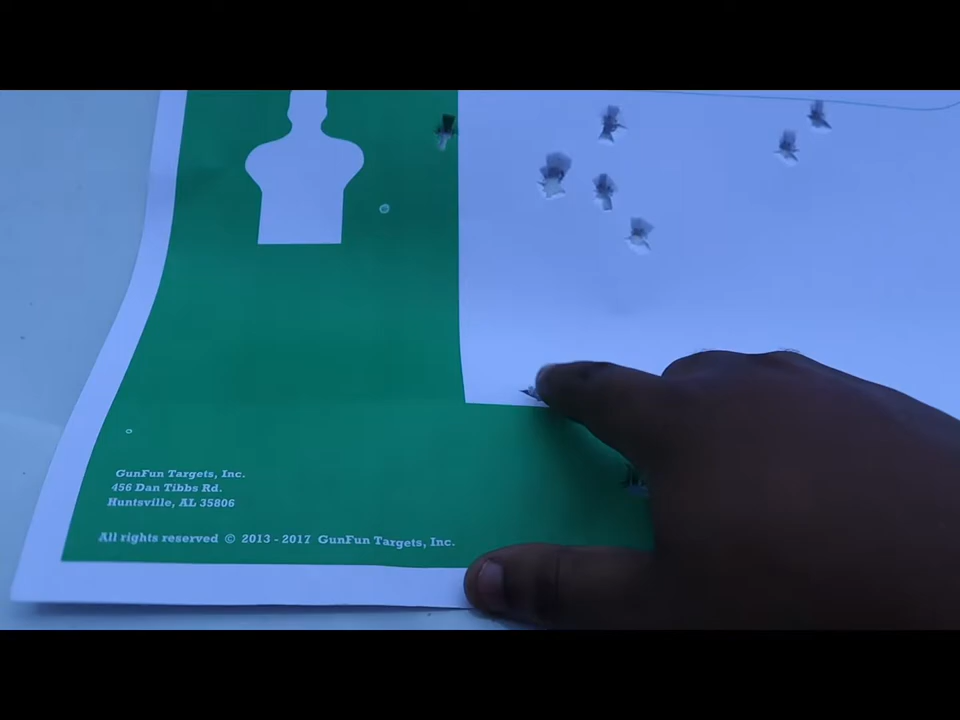 GunFun Targets, Inc.
456 Dan Tibbs Rd.
Huntsville, AL 35806
All rights reserved © 2013 - 2017 GunFun Targets, Inc.